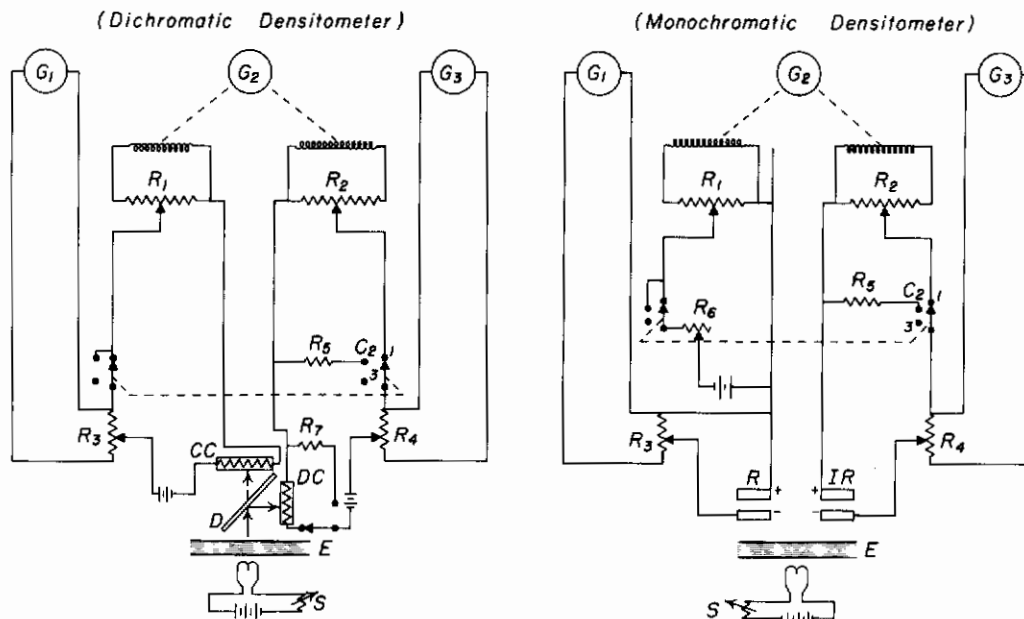 (Dichromatic Densitometer)
(Monochromatic Densitometer)
G1 G2 G3
G1 G2 G3
R1 R2
R1 R2
R5 C2 1
3
R6 R5 C2 1
3
R3 CC R7 R4
DC
D
E
S
R3 R4
R + + IR
- -
E
S